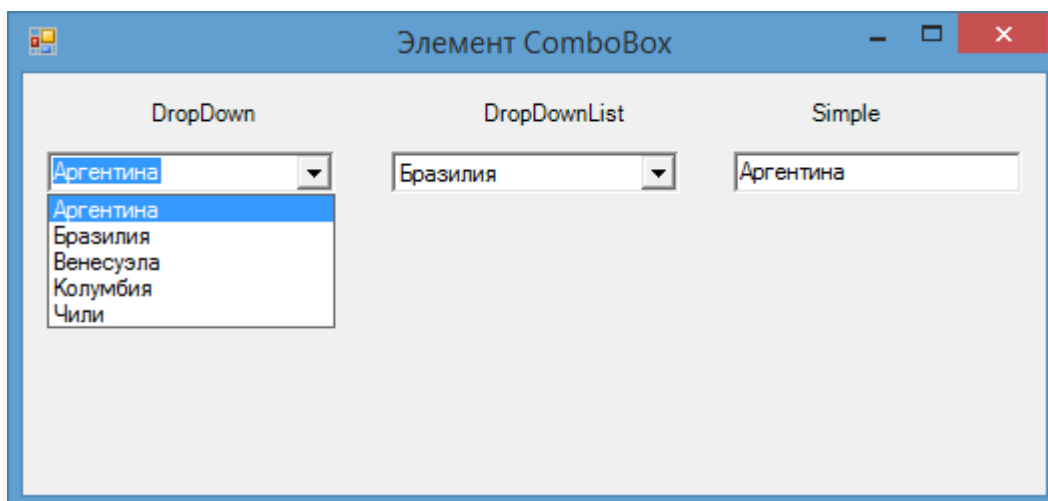 Элемент ComboBox
DropDown DropDownList Simple
Аргентина Бразилия Аргентина
Аргентина
Бразилия
Венесуэла
Колумбия
Чили